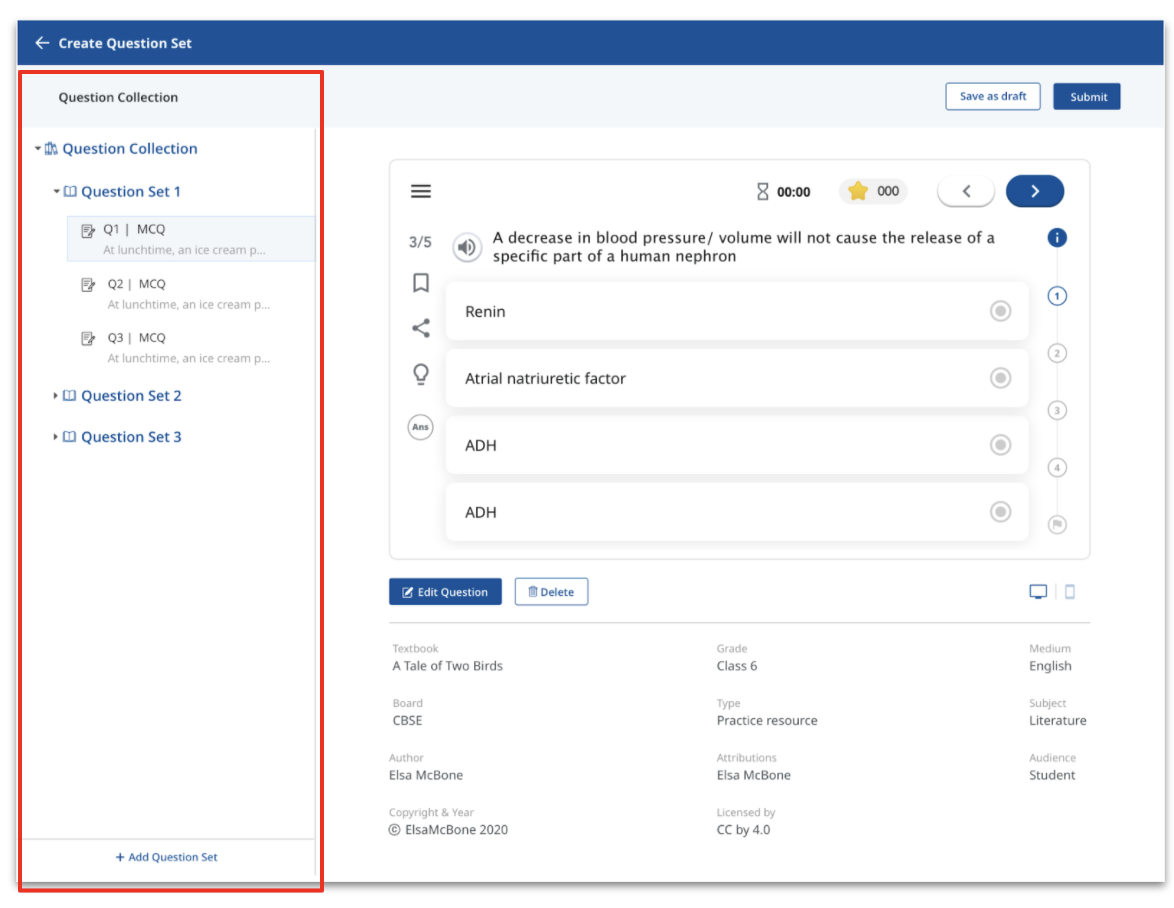 Create Question Set
Question Collection
Save as draft
Submit
Question Collection
Question Set 1
Q1 | MCQ
At lunchtime, an ice cream p...
Q2 | MCQ
At lunchtime, an ice cream p...
Q3 | MCQ
At lunchtime, an ice cream p...
Question Set 2
Question Set 3
+ Add Question Set
00:00
000
3/5
A decrease in blood pressure/ volume will not cause the release of a
specific part of a human nephron
Renin
Atrial natriuretic factor
ADH
ADH
Ans
i
1
2
3
4
Edit Question
Delete
Textbook
A Tale of Two Birds
Grade
Class 6
Medium
English
Board
CBSE
Type
Practice resource
Subject
Literature
Author
Elsa McBone
Attributions
Elsa McBone
Audience
Student
Copyright & Year
© ElsaMcBone 2020
Licensed by
CC by 4.0